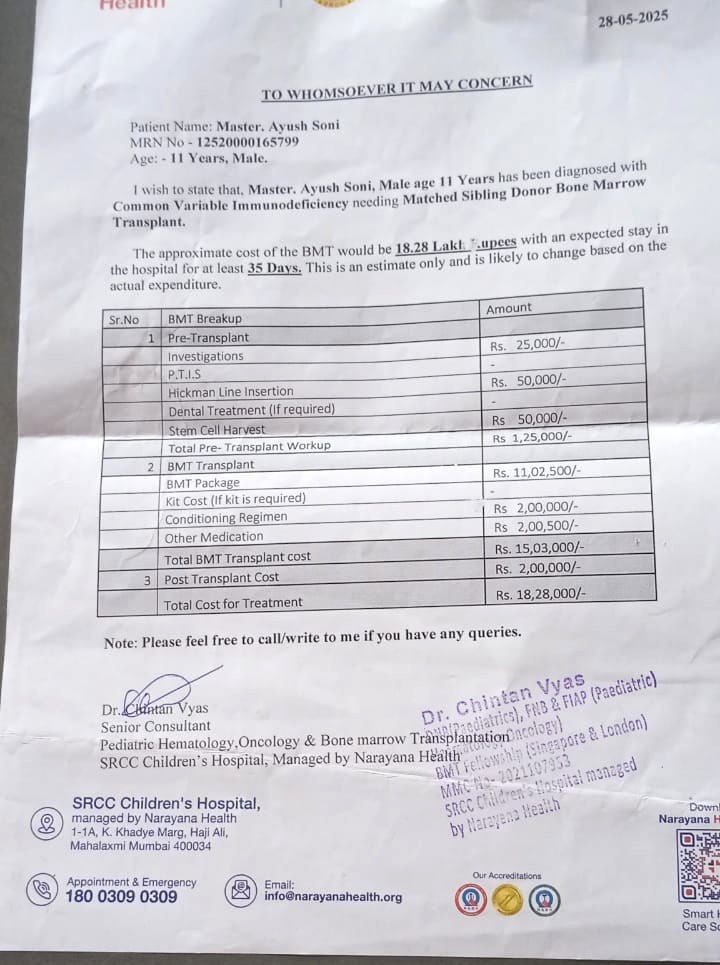 Health
28-05-2025
TO WHOMSOEVER IT MAY CONCERN
Patient Name: Master. Ayush Soni
MRN No - 12520000165799
Age: - 11 Years, Male.
I wish to state that, Master. Ayush Soni, Male age 11 Years has been diagnosed with
Common Variable Immunodeficiency needing Matched Sibling Donor Bone Marrow
Transplant.
The approximate cost of the BMT would be 18.28 Lakh upees with an expected stay in
the hospital for at least 35 Days. This is an estimate only and is likely to change based on the
actual expenditure.
Sr.No BMT Breakup Amount
1 Pre-Transplant
Investigations Rs. 25,000/-
P.T.I.S -
Hickman Line Insertion Rs. 50,000/-
Dental Treatment (If required) -
Stem Cell Harvest Rs 50,000/-
Total Pre- Transplant Workup Rs 1,25,000/-
2 BMT Transplant
BMT Package Rs. 11,02,500/-
Kit Cost (If kit is required) -
Conditioning Regimen Rs 2,00,000/-
Other Medication Rs 2,00,500/-
Total BMT Transplant cost Rs. 15,03,000/-
3 Post Transplant Cost Rs. 2,00,000/-
Total Cost for Treatment Rs. 18,28,000/-
Note: Please feel free to call/write to me if you have any queries.
Dr. Chintan Vyas
Senior Consultant
Pediatric Hematology,Oncology & Bone marrow Transplantation
SRCC Children's Hospital, Managed by Narayana Health
Dr. Chintan Vyas
(Paediatrics), FNB & FIAP (Paediatric)
Oncology)
BMT Fellowship (Singapore & London)
MMC No- 2021107953
SRCC Children's Hospital managed
by Narayana Health
SRCC Children's Hospital,
managed by Narayana Health
1-1A, K. Khadye Marg, Haji Ali,
Mahalaxmi Mumbai 400034
Appointment & Emergency
180 0309 0309
Email:
info@narayanahealth.org
Our Accreditations
Down
Narayana H
Smart H
Care So